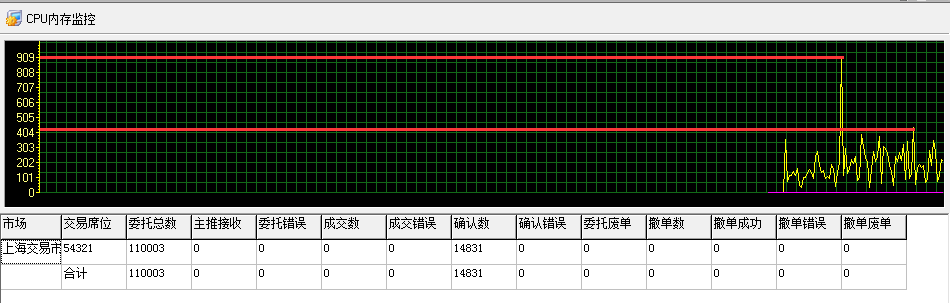 CPU内存监控
909
808
707
606
505
404
303
202
101
0
市场 交易席位 委托总数 主推接收 委托错误 成交数 成交错误 确认数 确认错误 委托废单 撤单数 撤单成功 撤单错误 撤单废单
上海交易市 54321 110003 0 0 0 0 14831 0 0 0 0 0 0
合计 110003 0 0 0 0 14831 0 0 0 0 0 0